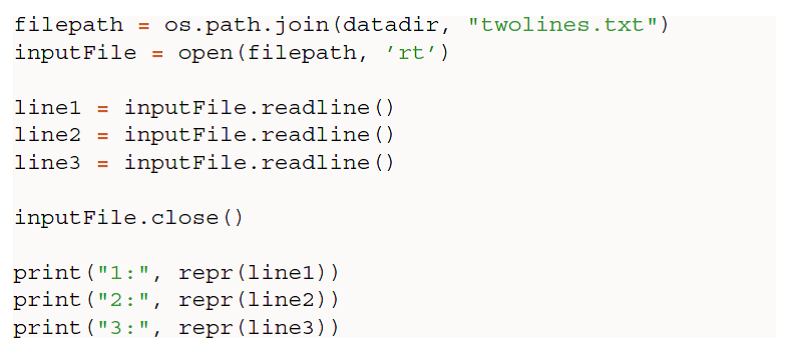 filepath = os.path.join(datadir, "twolines.txt")
inputFile = open(filepath, ’rt’)
line1 = inputFile.readline()
line2 = inputFile.readline()
line3 = inputFile.readline()
inputFile.close()
print("1:", repr(line1))
print("2:", repr(line2))
print("3:", repr(line3))